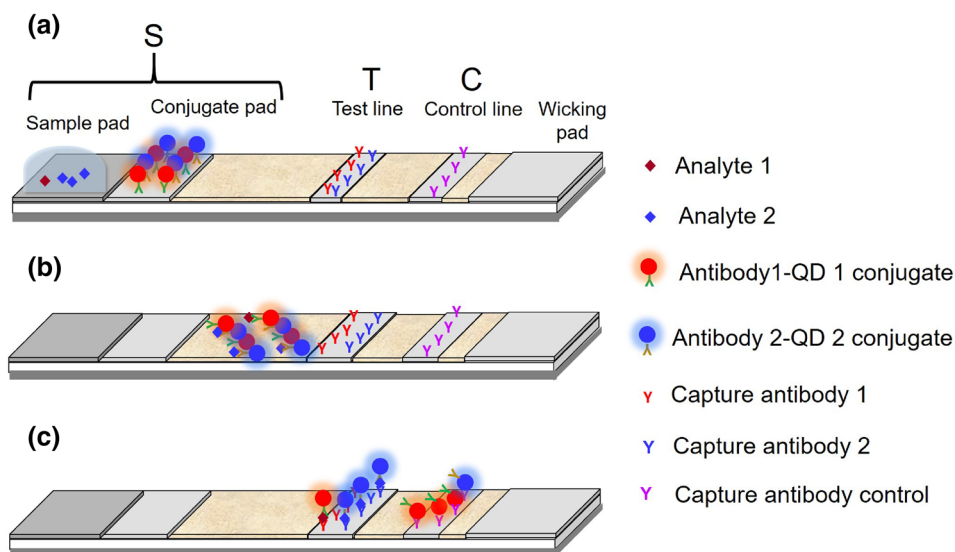 (a)
S
T
C
Test line
Control line
Wicking
pad
Sample pad
Conjugate pad
Analyte 1
Analyte 2
(b)
Antibody1-QD 1 conjugate
Antibody 2-QD 2 conjugate
Capture antibody 1
(c)
Capture antibody 2
Capture antibody control